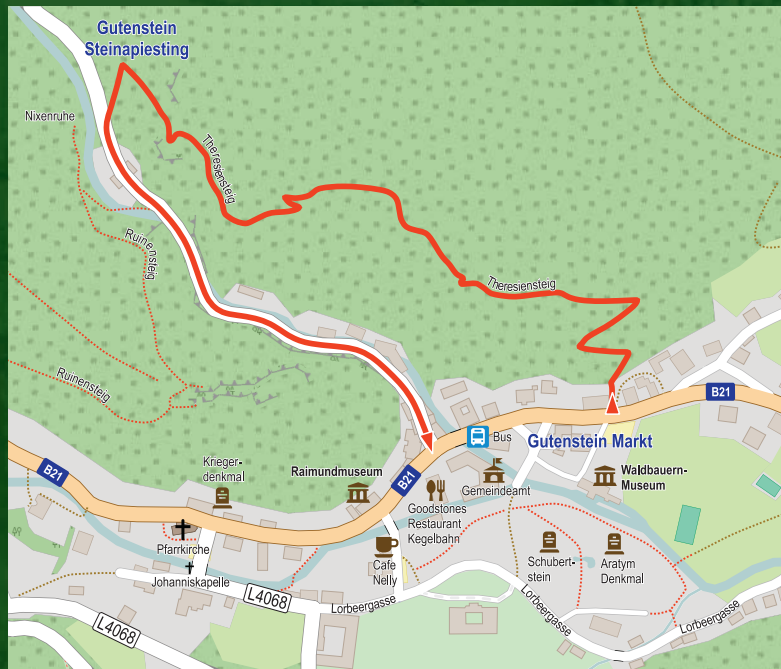 Gutenstein
Steinapiesting
Nixenruhe
Theresiensteig
Ruinensteig
Theresiensteig
Ruinensteig
B21
B21
Gutenstein Markt
Bus
Krieger-
denkmal
Raimundmuseum
B21
Gemeindeamt
Waldbauern-
Museum
Goodstones
Restaurant
Kegelbahn
Pfarrkirche
Johanniskapelle
Cafe
Nelly
Schubert-
stein
Aratym
Denkmal
L4068
Lorbeergasse
L4068
Lorbeergasse
Lorbeergasse